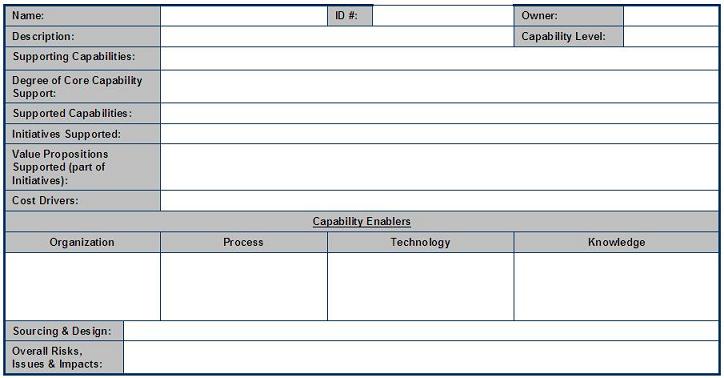 Name: ID #: Owner:
Description: Capability Level:
Supporting Capabilities:
Degree of Core Capability
Support:
Supported Capabilities:
Initiatives Supported:
Value Propositions
Supported (part of
Initiatives):
Cost Drivers:
Capability Enablers
Organization Process Technology Knowledge
Sourcing & Design:
Overall Risks,
Issues & Impacts: